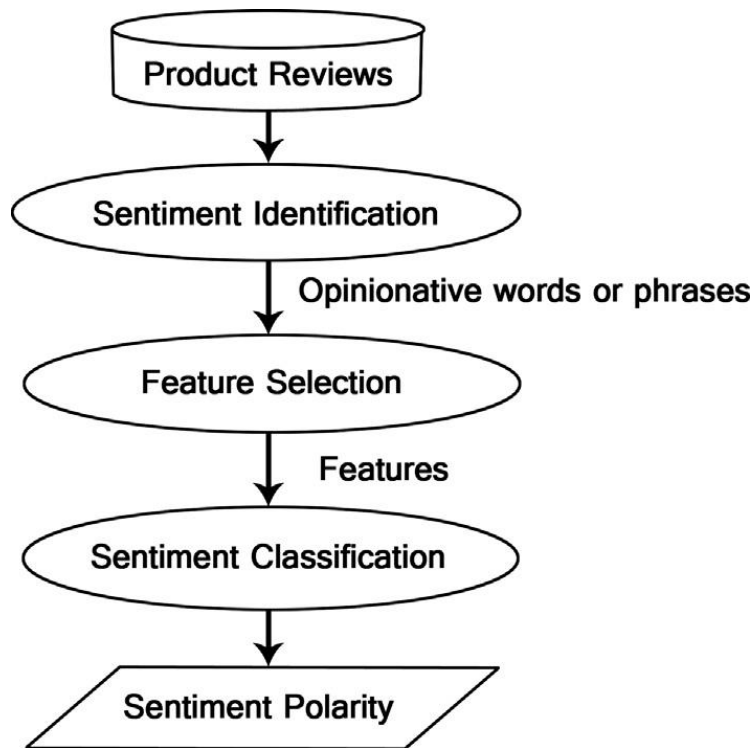 Product Reviews
Sentiment Identification
Opinionative words or phrases
Feature Selection
Features
Sentiment Classification
Sentiment Polarity